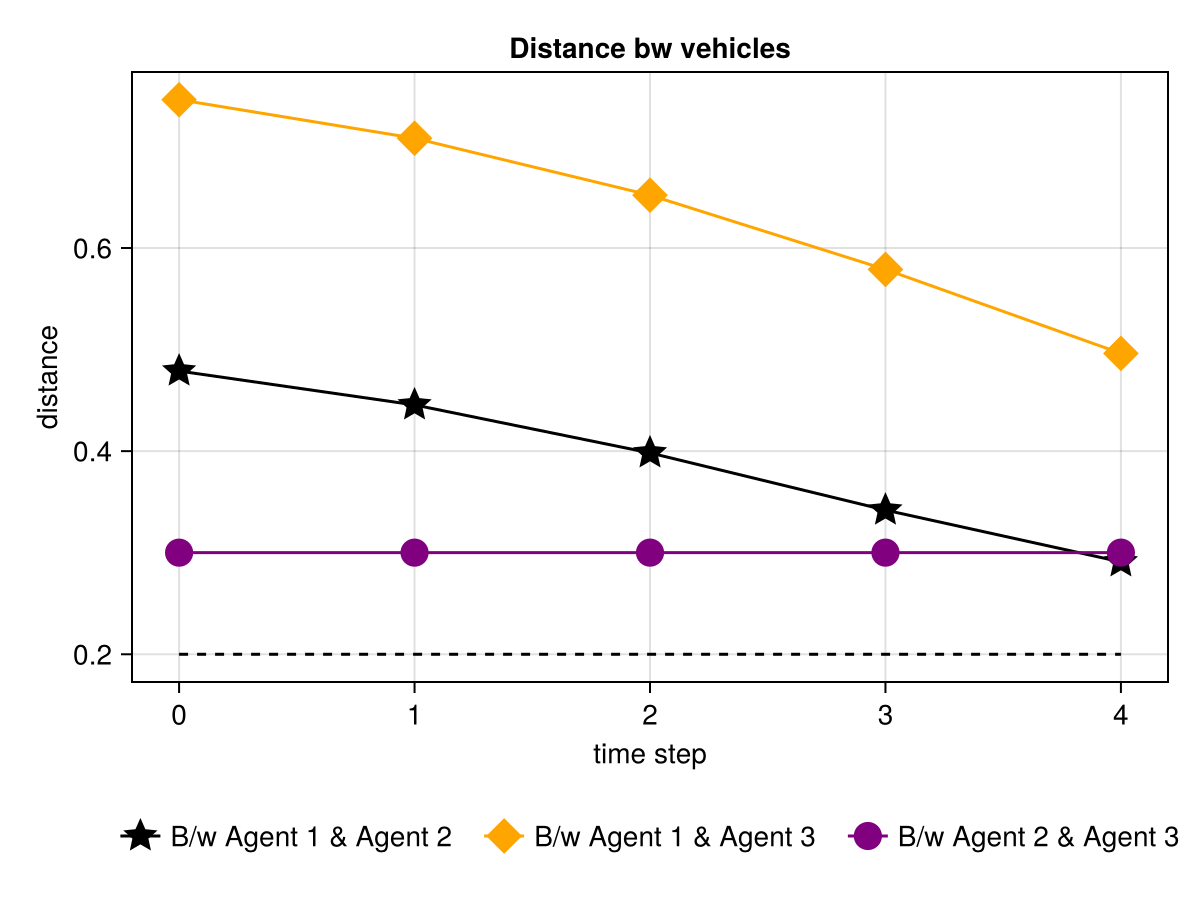 Distance bw vehicles
distance
0.6
0.4
0.2
0 1 2 3 4
time step
B/w Agent 1 & Agent 2 B/w Agent 1 & Agent 3 B/w Agent 2 & Agent 3